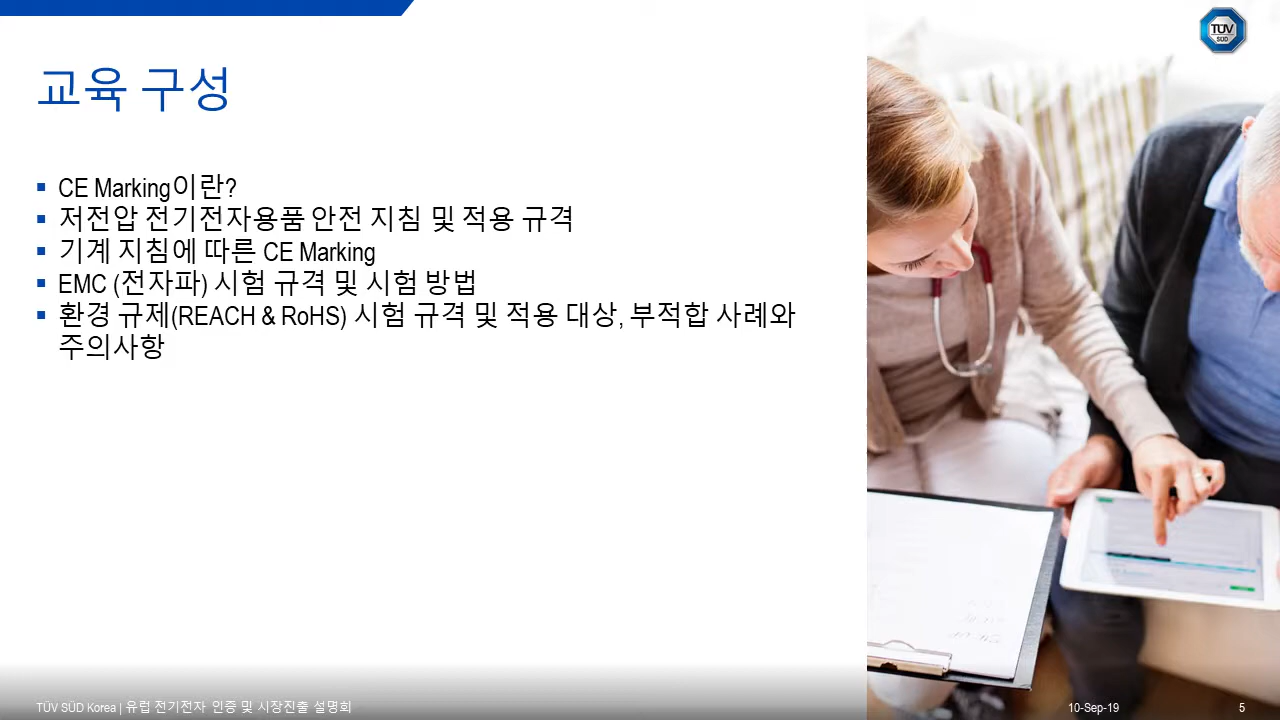 TÜV
SÜD
교육 구성
CE Marking이란?
저전압 전기전자용품 안전 지침 및 적용 규격
기계 지침에 따른 CE Marking
EMC (전자파) 시험 규격 및 시험 방법
환경 규제(REACH & RoHS) 시험 규격 및 적용 대상, 부적합 사례와
주의사항
TÜV SÜD Korea | 유럽 전기전자 인증 및 시장진출 설명회
10-Sep-19
5